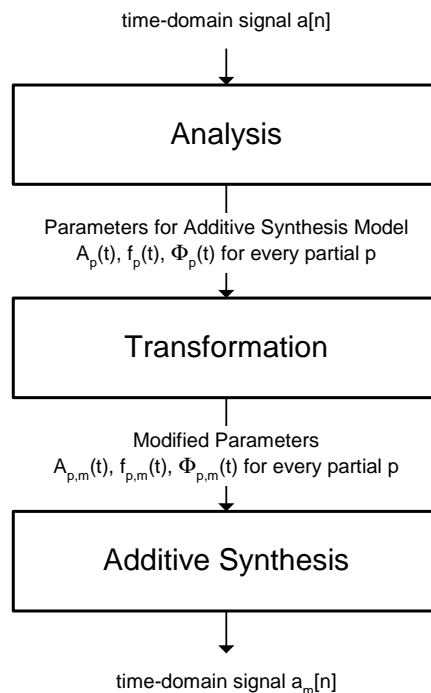 time-domain signal a[n]
Analysis
Parameters for Additive Synthesis Model
Aₚ(t), fₚ(t), Φₚ(t) for every partial p
Transformation
Modified Parameters
Aₚ,ₘ(t), fₚ,ₘ(t), Φₚ,ₘ(t) for every partial p
Additive Synthesis
time-domain signal aₘ[n]